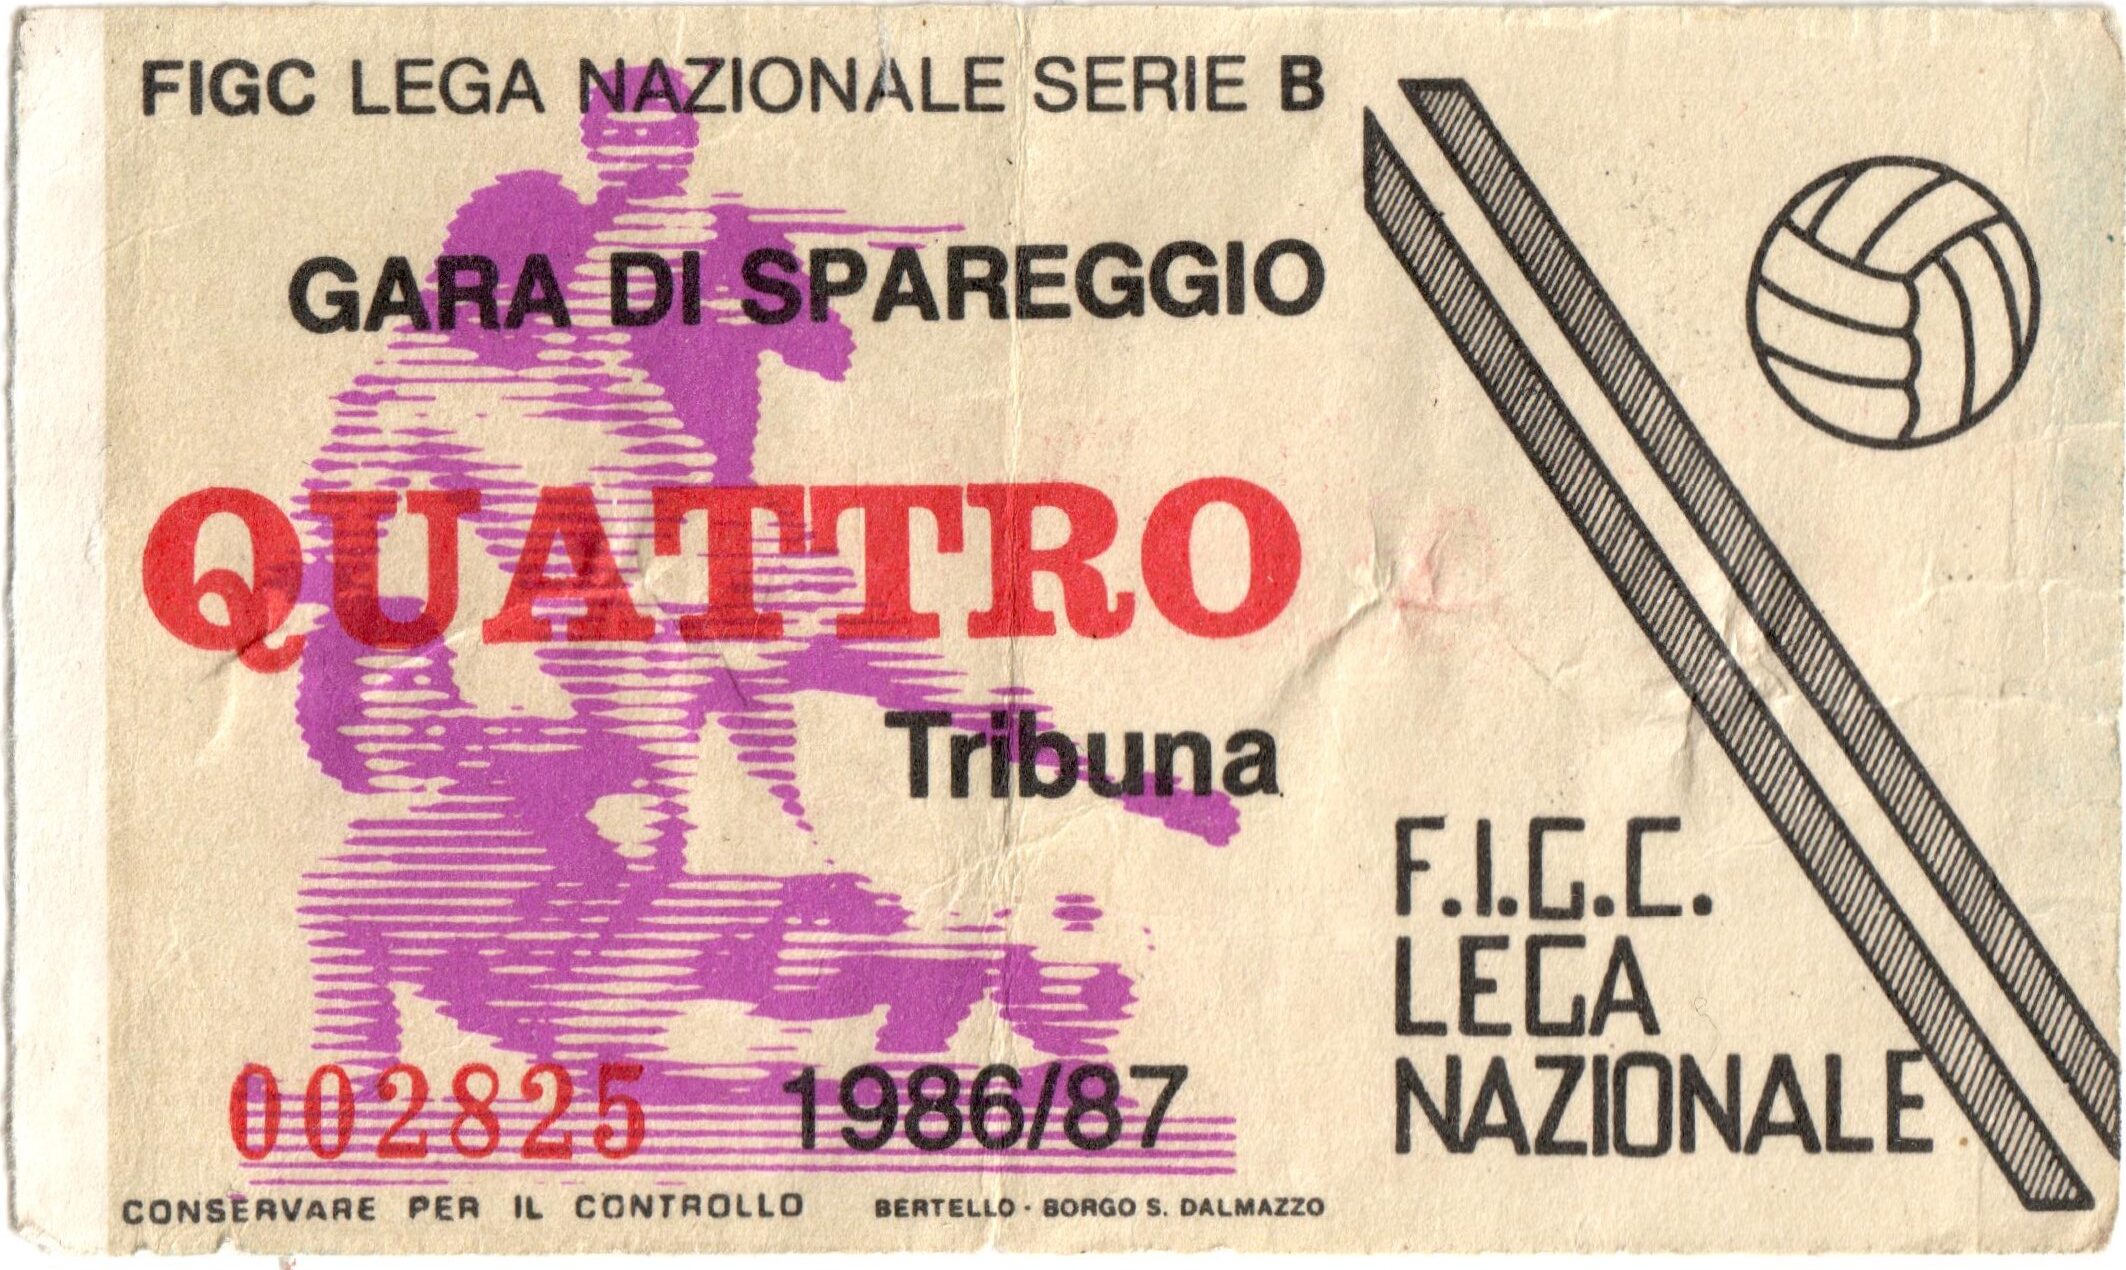 FIGC LEGA NAZIONALE SERIE B
GARA DI SPAREGGIO
QUATTRO
Tribuna
002825 1986/87
CONSERVARE PER IL CONTROLLO BERTELLO - BORGO S. DALMAZZO
F.I.G.C.
LEGA
NAZIONALE